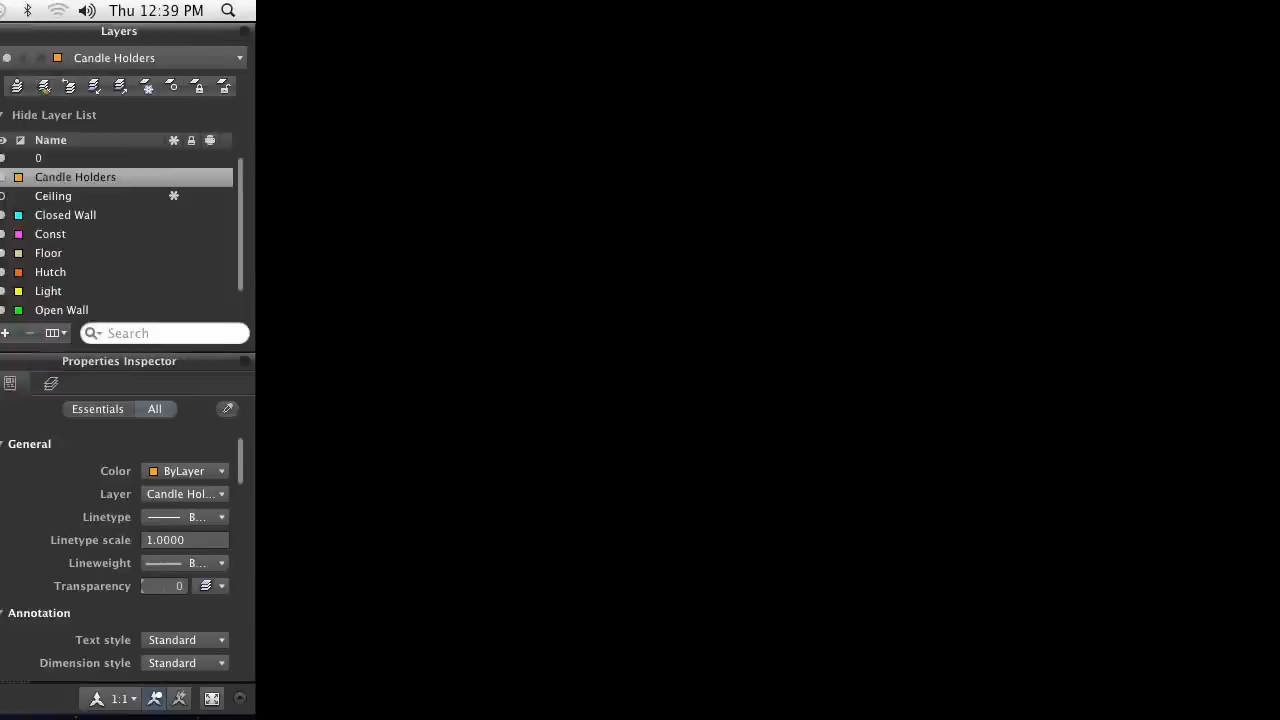 Thu 12:39 PM
Layers
Candle Holders
Hide Layer List
Name
0
Candle Holders
Ceiling
Closed Wall
Const
Floor
Hutch
Light
Open Wall
Search
Properties Inspector
Essentials All
General
Color ByLayer
Layer Candle Hol...
Linetype B...
Linetype scale 1.0000
Lineweight B...
Transparency 0
Annotation
Text style Standard
Dimension style Standard
1:1